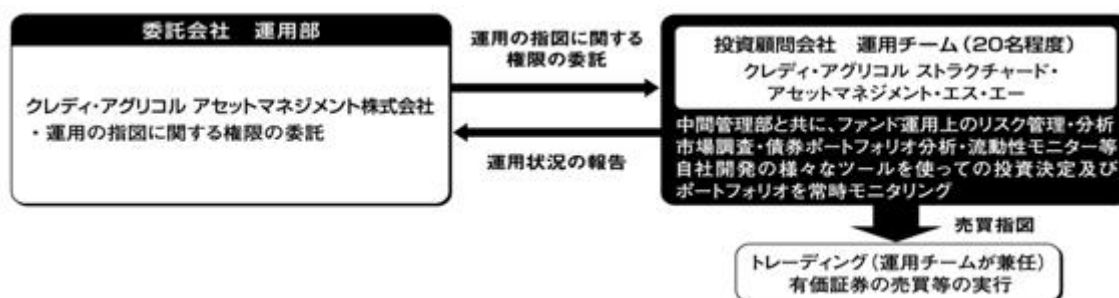 委託会社 運用部
クレディ・アグリコル アセットマネジメント株式会社
・運用の指図に関する権限の委託
運用の指図に関する
権限の委託
運用状況の報告
投資顧問会社 運用チーム(20名程度)
クレディ・アグリコル ストラクチャード・
アセットマネジメント・エス・エー
中間管理部と共に、ファンド運用上のリスク管理・分析
市場調査・債券ポートフォリオ分析・流動性モニター等
自社開発の様々なツールを使っての投資決定及び
ポートフォリオを常時モニタリング
売買指図
トレーディング(運用チームが兼任)
有価証券の売買等の実行